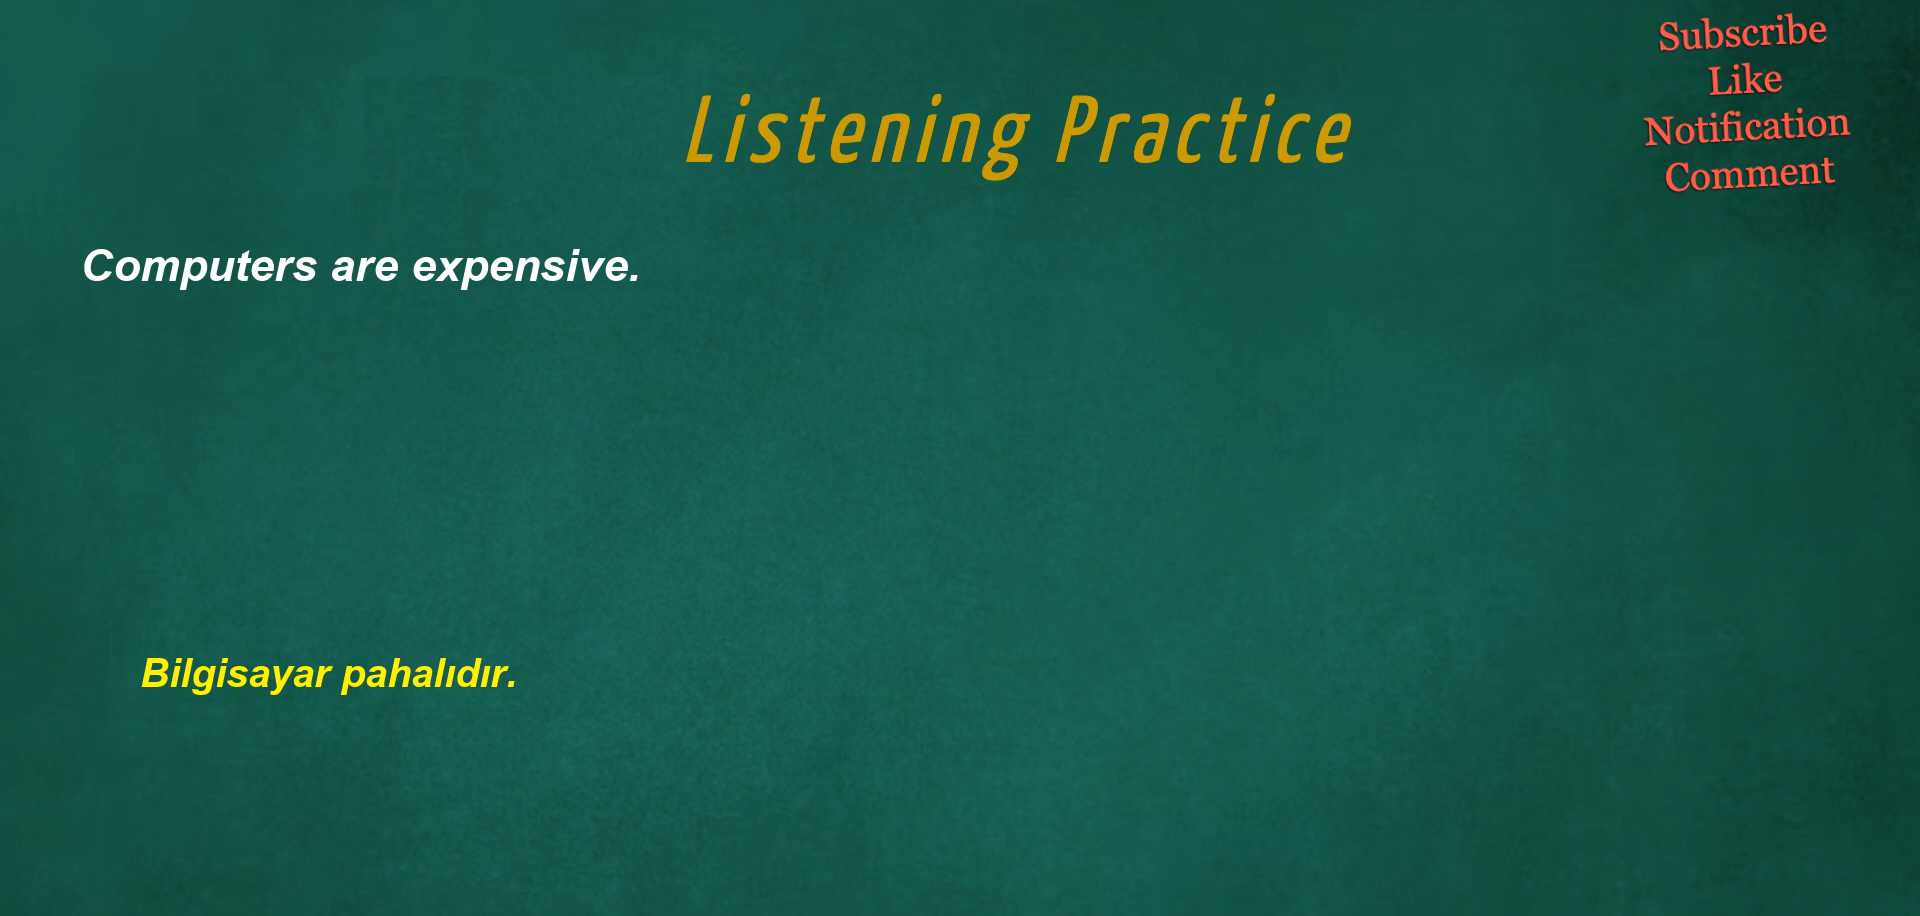 Subscribe
Like
Notification
Comment
Listening Practice
Computers are expensive.
Bilgisayar pahalıdır.